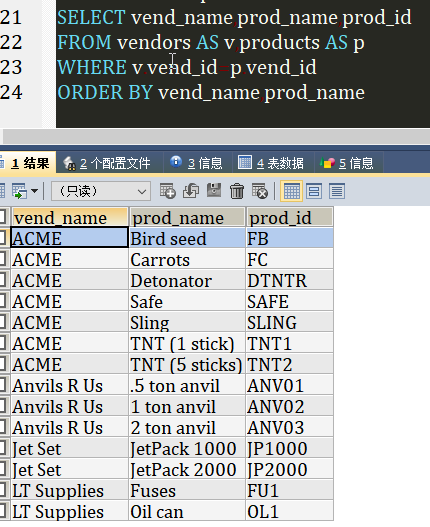 21 SELECT vend_name prod_name prod_id
22 FROM vendors AS v products AS p
23 WHERE v vend_id=p vend_id
24 ORDER BY vend_name prod_name
1 结果 2 个配置文件 3 信息 4 表数据 5 信息
（只读）
vend_name prod_name prod_id
ACME Bird seed FB
ACME Carrots FC
ACME Detonator DTNTR
ACME Safe SAFE
ACME Sling SLING
ACME TNT (1 stick) TNT1
ACME TNT (5 sticks) TNT2
Anvils R Us .5 ton anvil ANV01
Anvils R Us 1 ton anvil ANV02
Anvils R Us 2 ton anvil ANV03
Jet Set JetPack 1000 JP1000
Jet Set JetPack 2000 JP2000
LT Supplies Fuses FU1
LT Supplies Oil can OL1